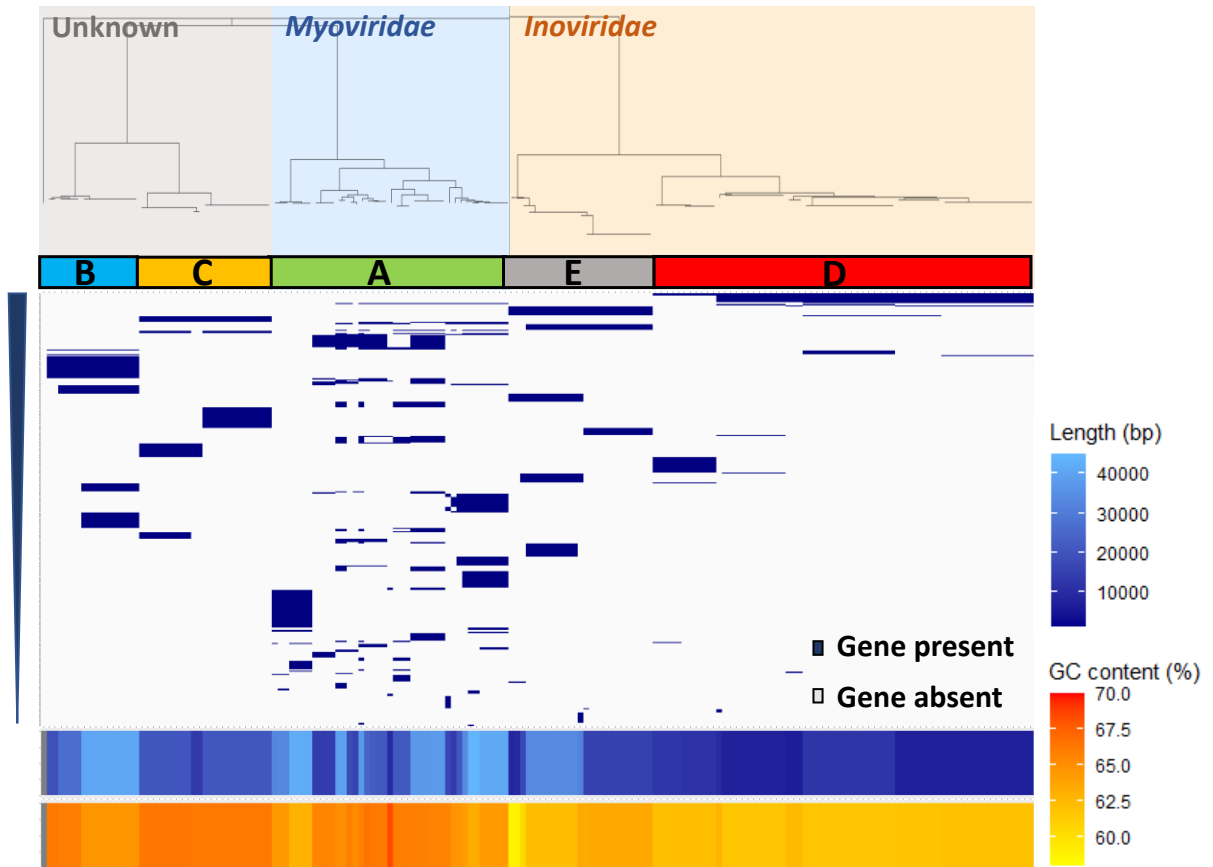 Unknown Myoviridae Inoviridae
B C A E D
Length (bp)
40000
30000
20000
10000
Gene present
Gene absent
GC content (%)
70.0
67.5
65.0
62.5
60.0